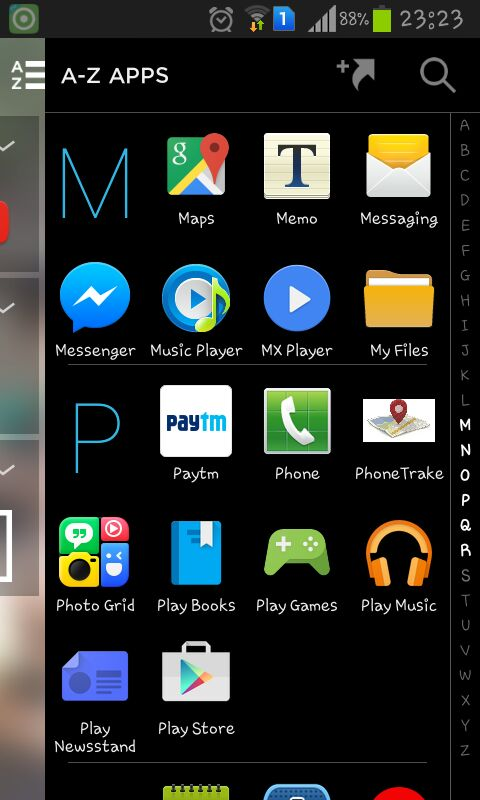 1 88% 23:23
A Z A-Z APPS
M
g
T
Maps Memo Messaging
Messenger Music Player MX Player My Files
P
Paytm
Paytm Phone PhoneTrake
Photo Grid Play Books Play Games Play Music
Play
Newsstand
Play Store
A
B
C
D
E
F
G
H
I
J
K
L
M
N
O
P
Q
R
S
T
U
V
W
X
Y
Z